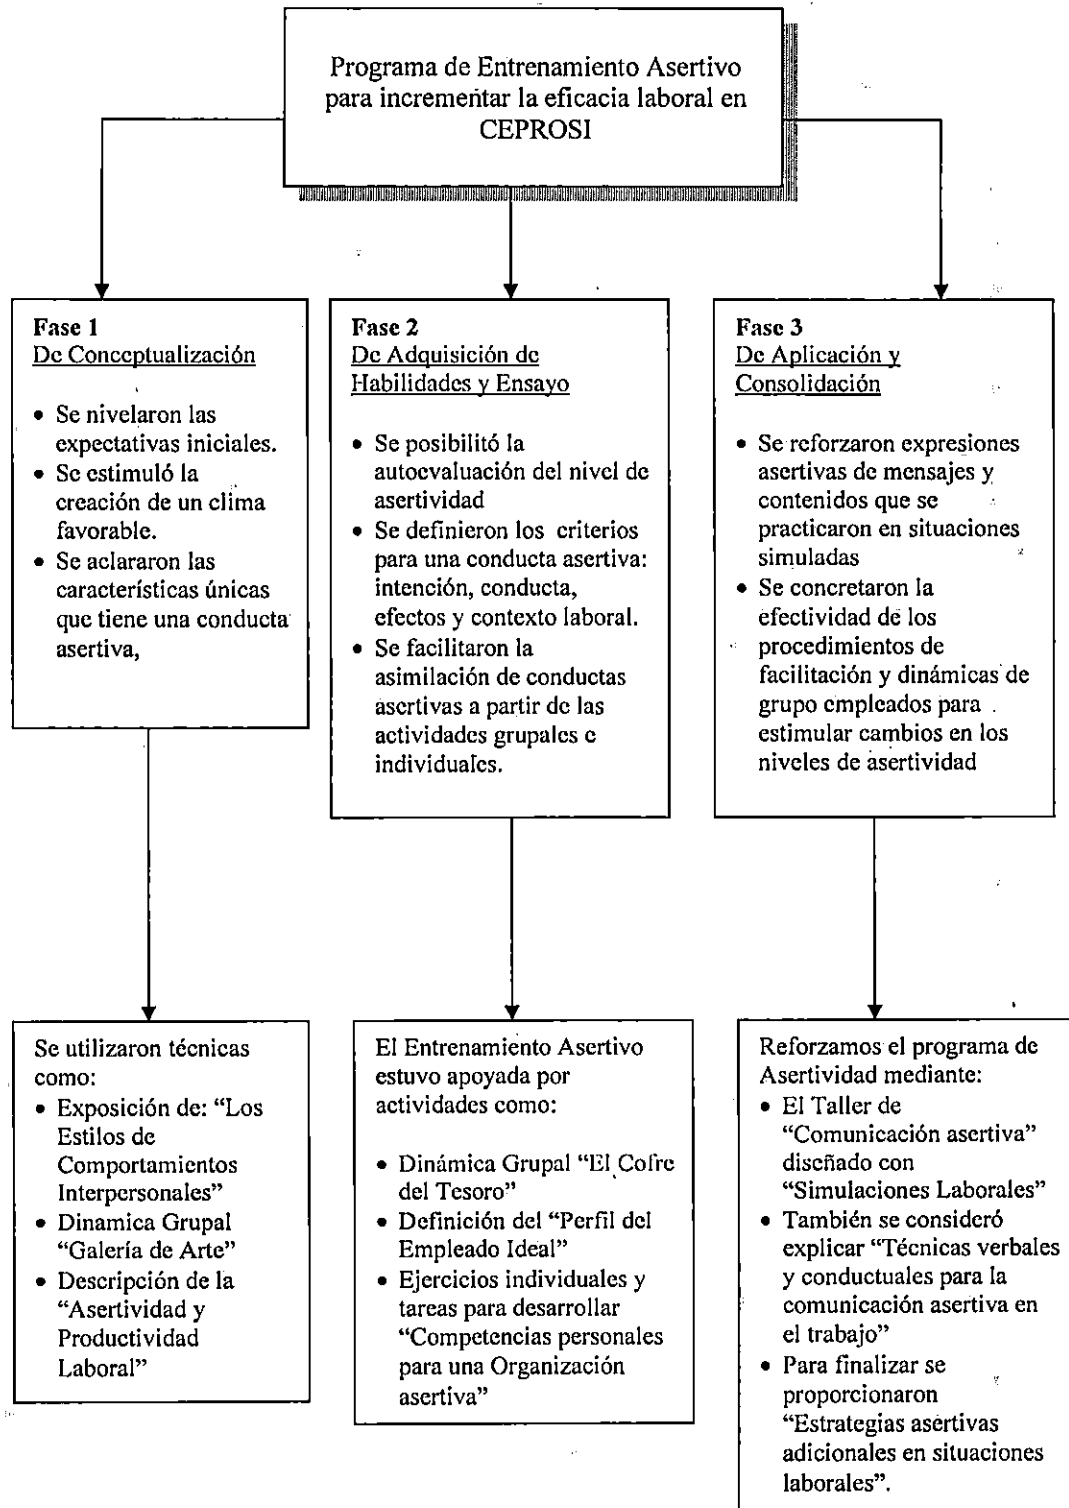 Programa de Entrenamiento Asertivo
para incrementar la eficacia laboral en
CEPROSI
Fase 1
De Conceptualización
• Se nivelaron las
expectativas iniciales.
• Se estimuló la
creación de un clima
favorable.
• Se aclararon las
características únicas
que tiene una conducta
asertiva,
Fase 2
De Adquisición de
Habilidades y Ensayo
• Se posibilitó la
autoevaluación del nivel de
asertividad
• Se definieron los criterios
para una conducta asertiva:
intención, conducta,
efectos y contexto laboral.
• Se facilitaron la
asimilación de conductas
asertivas a partir de las
actividades grupales e
individuales.
Fase 3
De Aplicación y
Consolidación
• Se reforzaron expresiones
asertivas de mensajes y
contenidos que se
practicaron en situaciones
simuladas
• Se concretaron la
efectividad de los
procedimientos de
facilitación y dinámicas de
grupo empleados para
estimular cambios en los
niveles de asertividad
Se utilizaron técnicas
como:
• Exposición de: “Los
Estilos de
Comportamientos
Interpersonales”
• Dinamica Grupal
“Galería de Arte”
• Descripción de la
“Asertividad y
Productividad
Laboral”
El Entrenamiento Asertivo
estuvo apoyada por
actividades como:
• Dinámica Grupal “El Cofre
del Tesoro”
• Definición del “Perfil del
Empleado Ideal”
• Ejercicios individuales y
tareas para desarrollar
“Competencias personales
para una Organización
asertiva”
Reforzamos el programa de
Asertividad mediante:
• El Taller de
“Comunicación asertiva”
diseñado con
“Simulaciones Laborales”
• También se consideró
explicar “Técnicas verbales
y conductuales para la
comunicación asertiva en
el trabajo”
• Para finalizar se
proporcionaron
“Estrategias asertivas
adicionales en situaciones
laborales”.